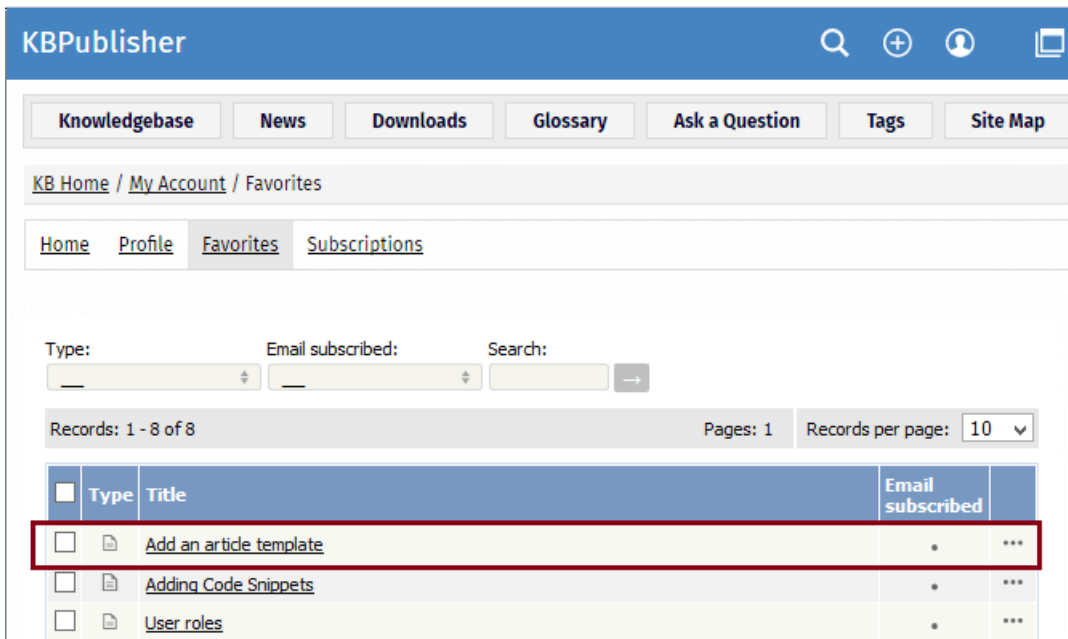 KBPublisher
Knowledgebase News Downloads Glossary Ask a Question Tags Site Map
KB Home / My Account / Favorites
Home Profile Favorites Subscriptions
Type: Email subscribed: Search:
__ __ →
Records: 1 - 8 of 8 Pages: 1 Records per page: 10
Type Title Email subscribed
Add an article template • •••
Adding Code Snippets • •••
User roles • •••